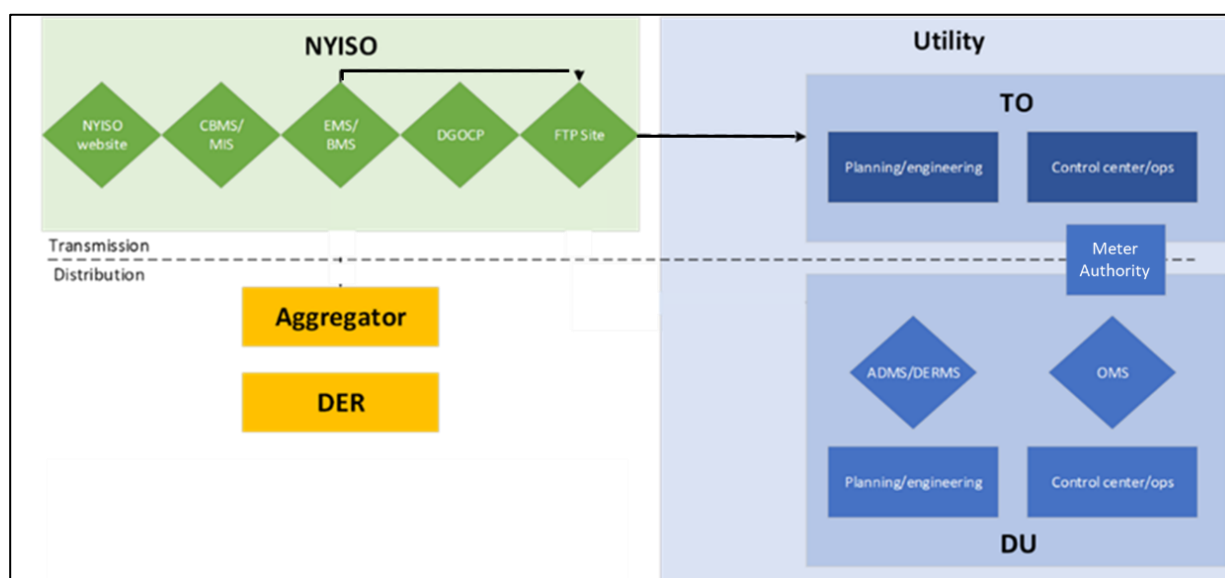 NYISO
Utility
NYISO
website
CBMS/
MIS
EMS/
BMS
DGOCP
FTP Site
TO
Planning/engineering
Control center/ops
Transmission
Distribution
Meter
Authority
Aggregator
DER
ADMS/DERMS
OMS
Planning/engineering
Control center/ops
DU